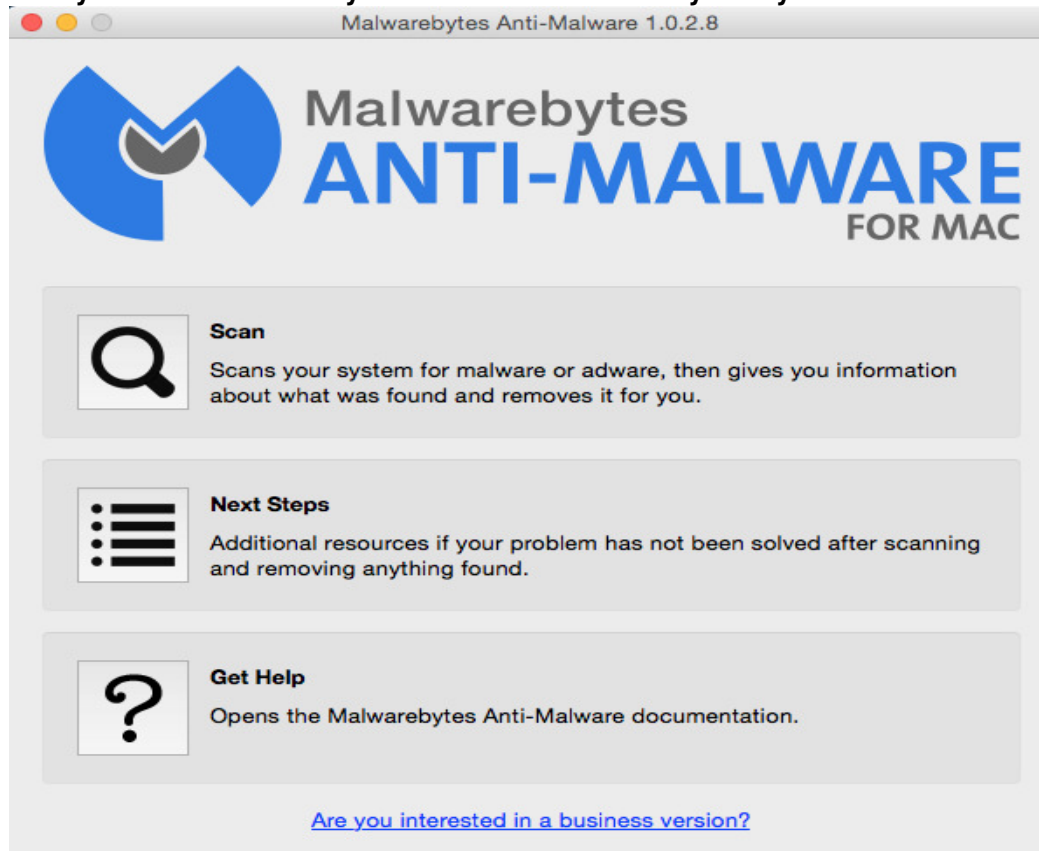 Malwarebytes Anti-Malware 1.0.2.8
Malwarebytes
ANTI-MALWARE
FOR MAC
Scan
Scans your system for malware or adware, then gives you information
about what was found and removes it for you.
Next Steps
Additional resources if your problem has not been solved after scanning
and removing anything found.
?
Get Help
Opens the Malwarebytes Anti-Malware documentation.
Are you interested in a business version?